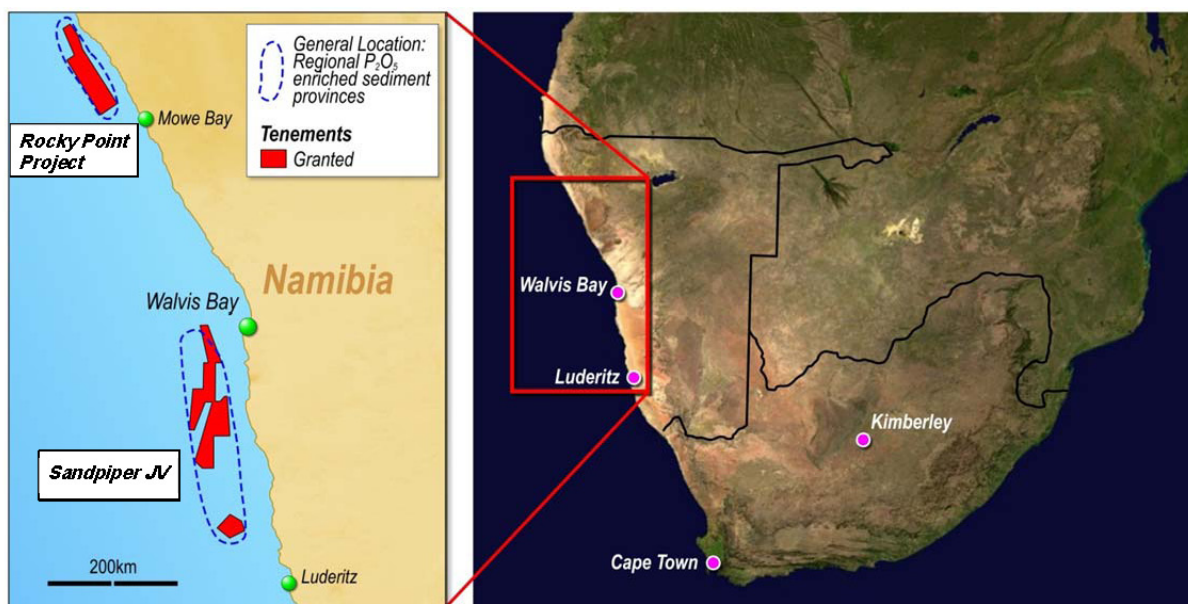 General Location:
Regional P₂O₅
enriched sediment
provinces
Tenements
Granted
Mowe Bay
Rocky Point
Project
Namibia
Walvis Bay
Sandpiper JV
200km
Luderitz
Walvis Bay
Luderitz
Kimberley
Cape Town